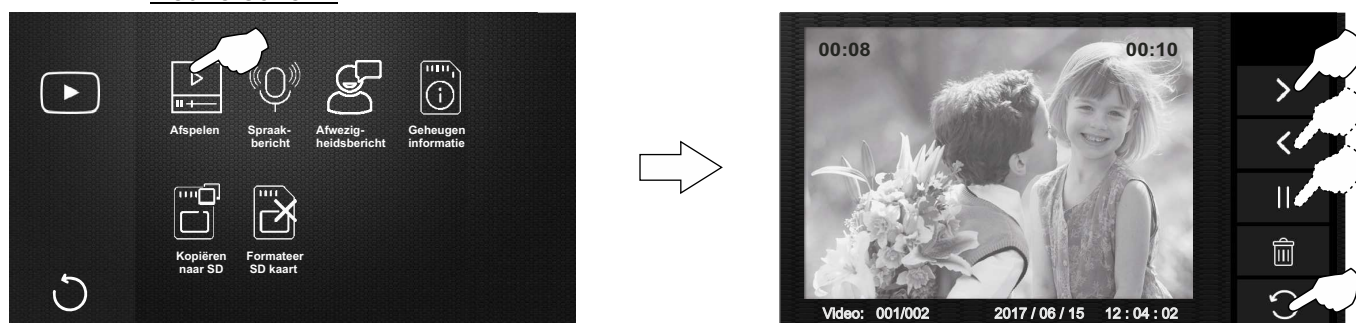 Afspelen
Spraak-
bericht
Afwezig-
heidsbericht
Geheugen
informatie
Kopiëren
naar SD
Formateer
SD kaart
00:08 00:10
Video: 001/002 2017 / 06 / 15 12 : 04 : 02